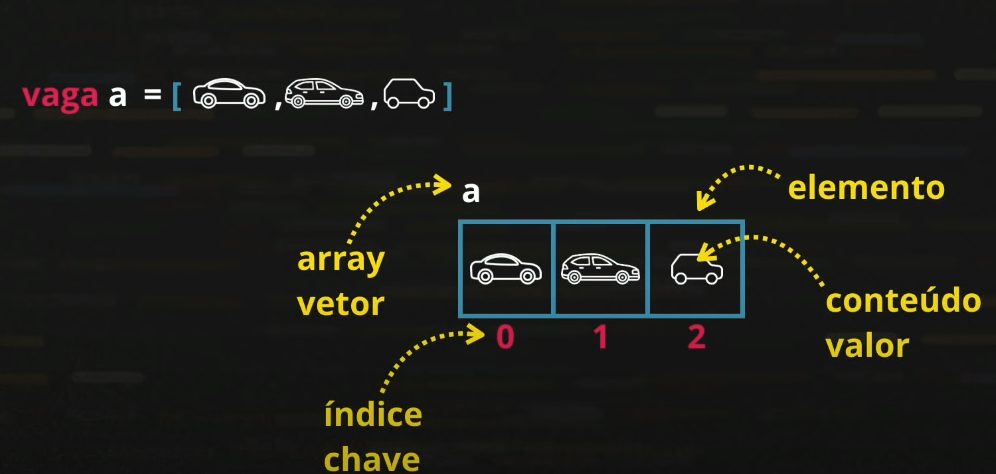 vaga a = [ , , ]
a
elemento
array
vetor
conteúdo
valor
0 1 2
índice
chave